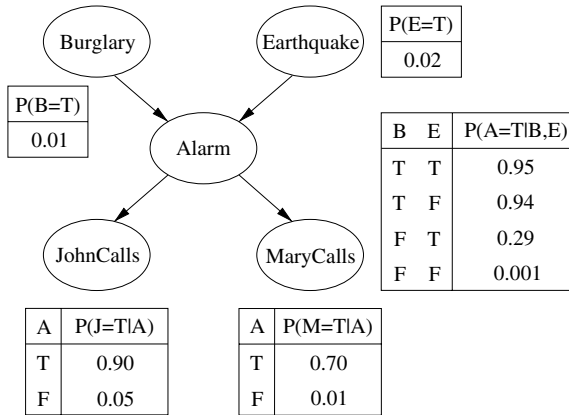 Burglary
Earthquake
P(E=T)
0.02
P(B=T)
0.01
Alarm
B E P(A=T|B,E)
T T 0.95
T F 0.94
F T 0.29
F F 0.001
JohnCalls
MaryCalls
A P(J=T|A)
T 0.90
F 0.05
A P(M=T|A)
T 0.70
F 0.01